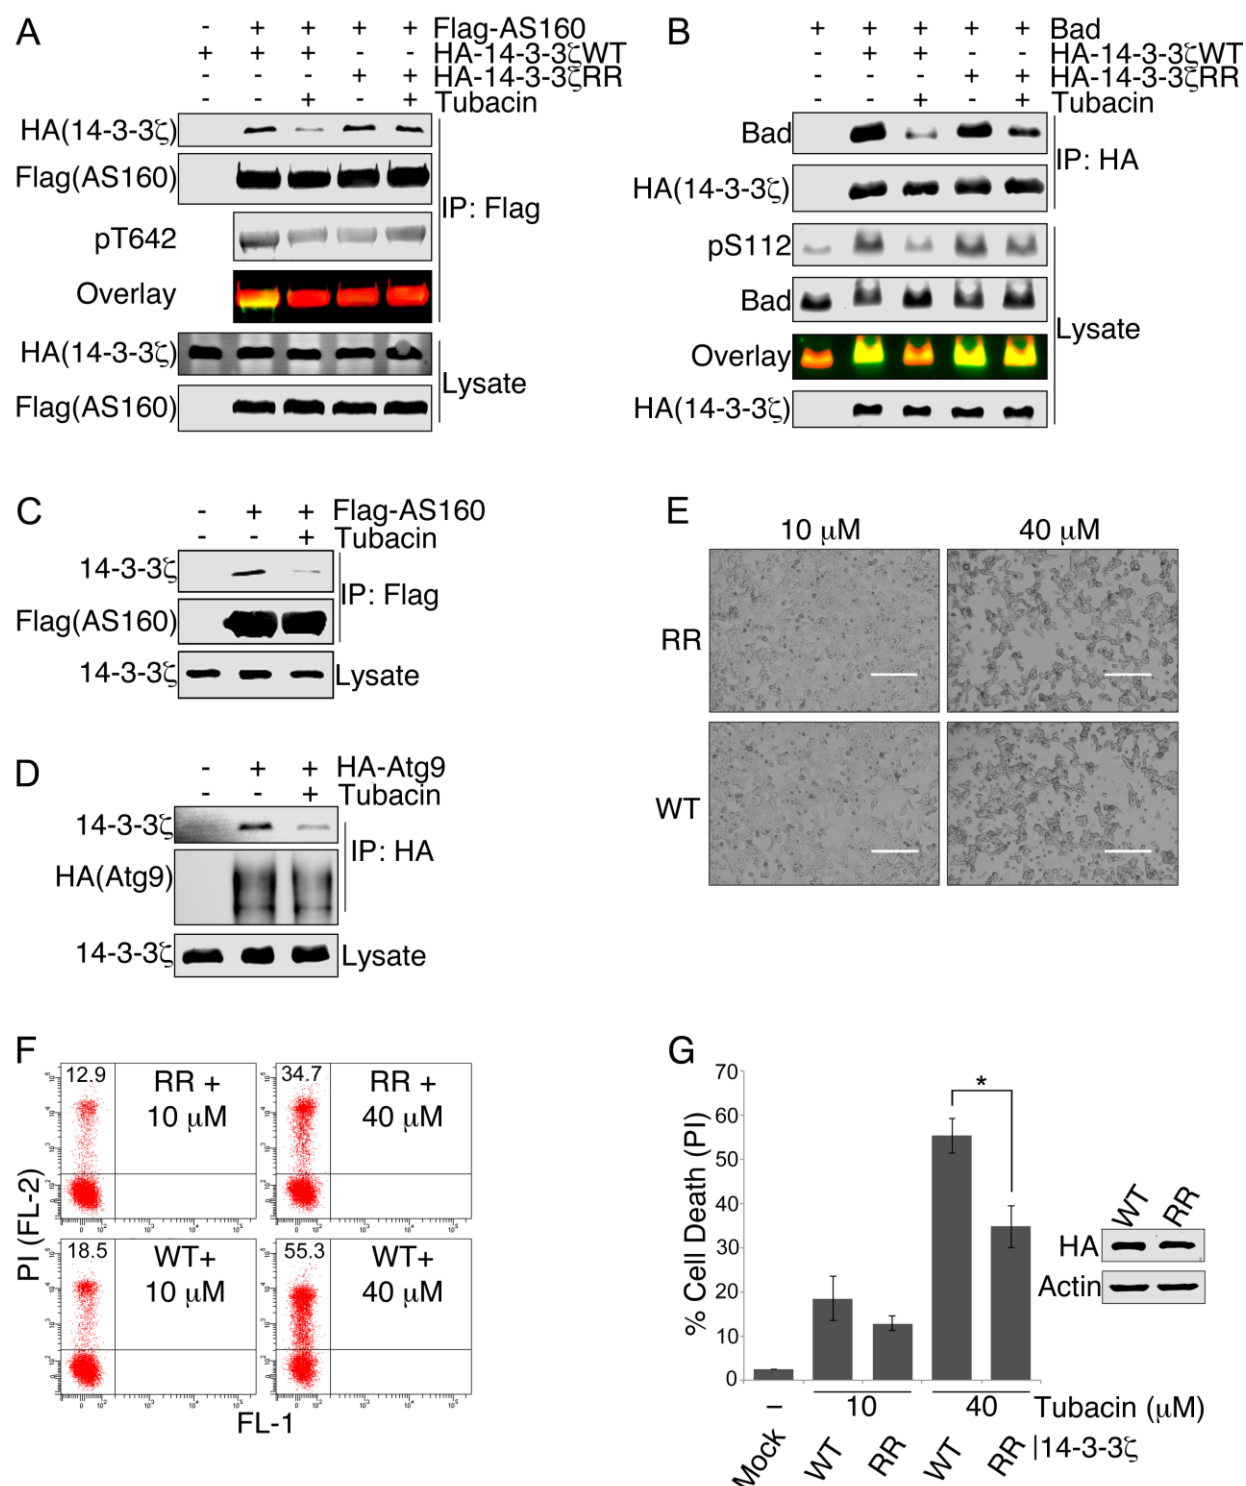 A
- + + + + Flag-AS160
+ + + - - HA-14-3-3ζWT
- - - + + HA-14-3-3ζRR
- - + - + Tubacin
HA(14-3-3ζ)
Flag(AS160)
IP: Flag
pT642
Overlay
HA(14-3-3ζ)
Lysate
Flag(AS160)
B
+ + + + + Bad
- + + - - HA-14-3-3ζWT
- - - + + HA-14-3-3ζRR
- - + - + Tubacin
Bad
IP: HA
HA(14-3-3ζ)
pS112
Bad
Lysate
Overlay
HA(14-3-3ζ)
C
- + + Flag-AS160
- - + Tubacin
14-3-3ζ
IP: Flag
Flag(AS160)
14-3-3ζ Lysate
D
- + + HA-Atg9
- - + Tubacin
14-3-3ζ
IP: HA
HA(Atg9)
14-3-3ζ Lysate
E
10 μM 40 μM
RR
WT
F
12.9 RR + 10 μM
34.7 RR + 40 μM
18.5 WT+ 10 μM
55.3 WT+ 40 μM
PI (FL-2)
FL-1
G
% Cell Death (PI)
70
60
50
40
30
20
10
0
*
– 10 40 Tubacin (μM)
Mock WT RR WT RR |14-3-3ζ
WT RR
HA
Actin